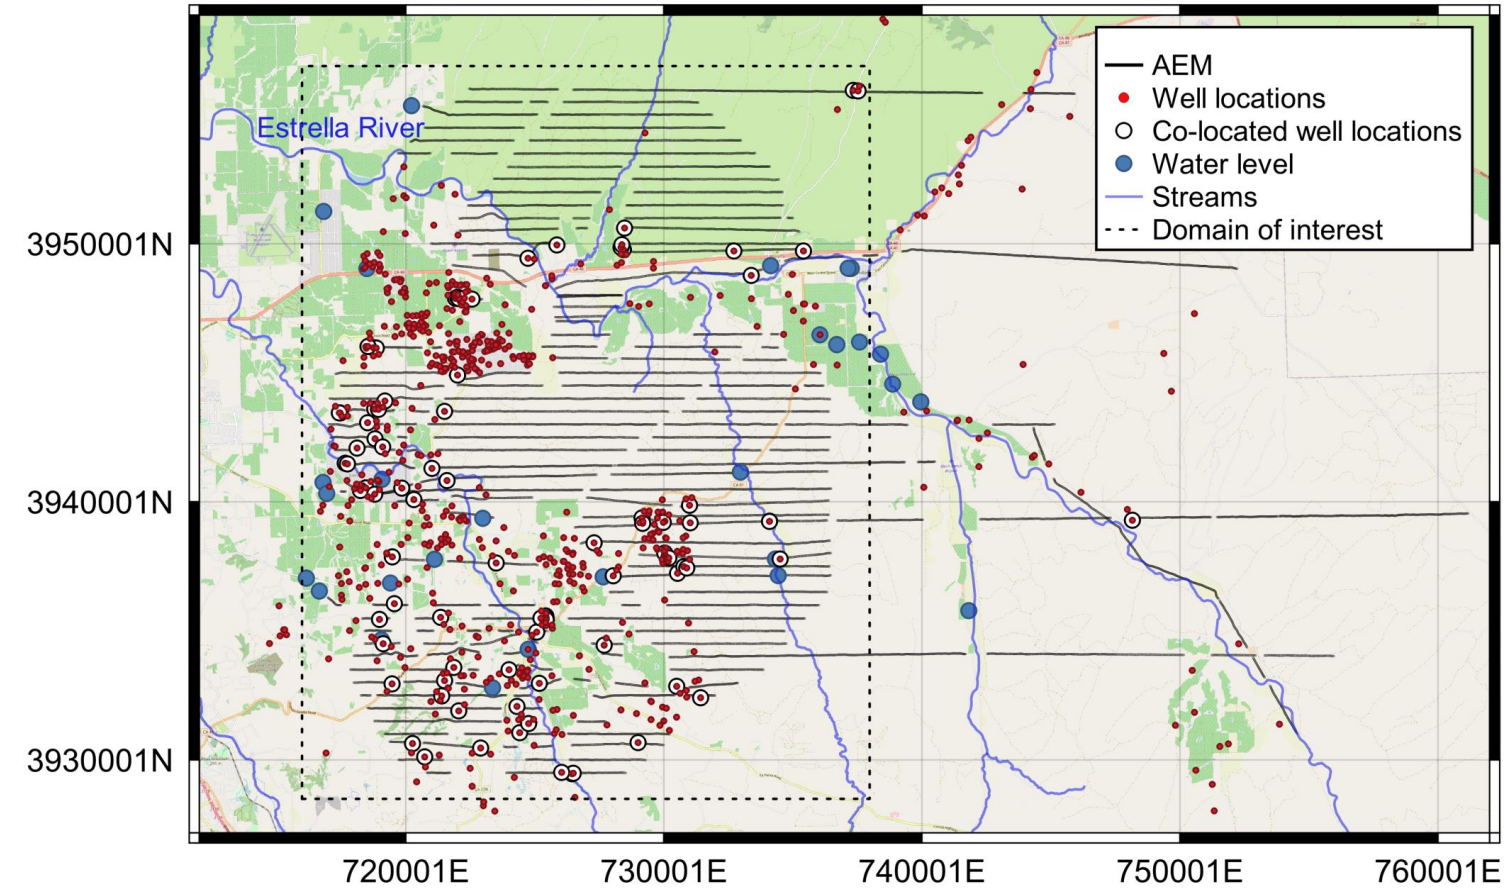 AEM
Well locations
Co-located well locations
Water level
Streams
Domain of interest
Estrella River
3950001N
3940001N
3930001N
720001E
730001E
740001E
750001E
760001E